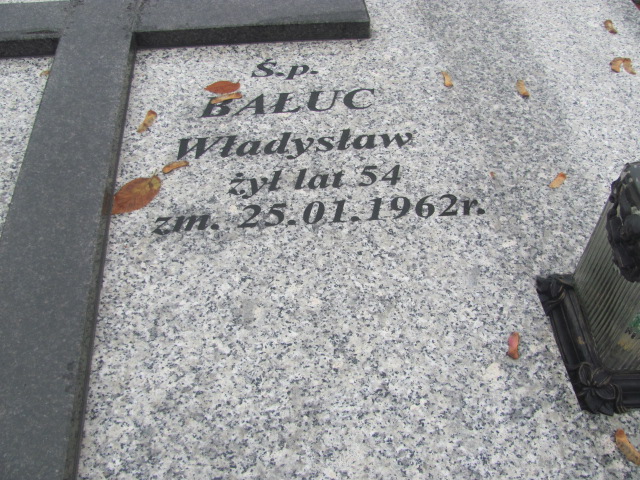 Ś.p.
BAŁUC
Władysław
żył lat 54
zm. 25.01.1962r.